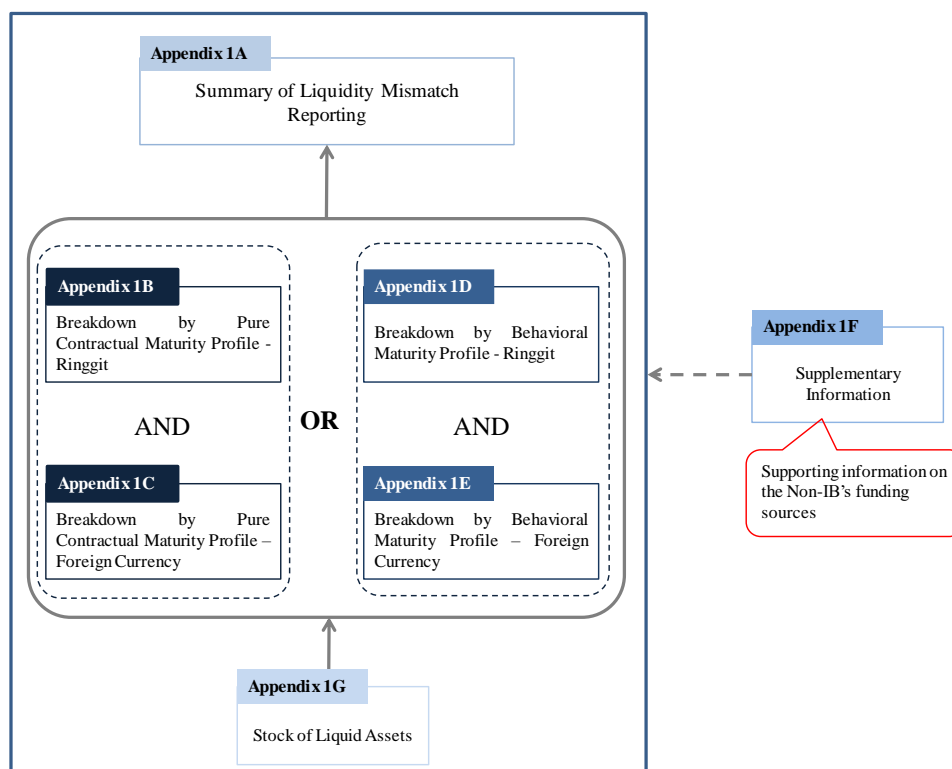 Appendix 1A
Summary of Liquidity Mismatch
Reporting
Appendix 1B
Breakdown by Pure
Contractual Maturity Profile -
Ringgit
AND
Appendix 1C
Breakdown by Pure
Contractual Maturity Profile –
Foreign Currency
OR
Appendix 1D
Breakdown by Behavioral
Maturity Profile - Ringgit
AND
Appendix 1E
Breakdown by Behavioral
Maturity Profile – Foreign
Currency
Appendix 1F
Supplementary
Information
Supporting information on
the Non-IB's funding
sources
Appendix 1G
Stock of Liquid Assets